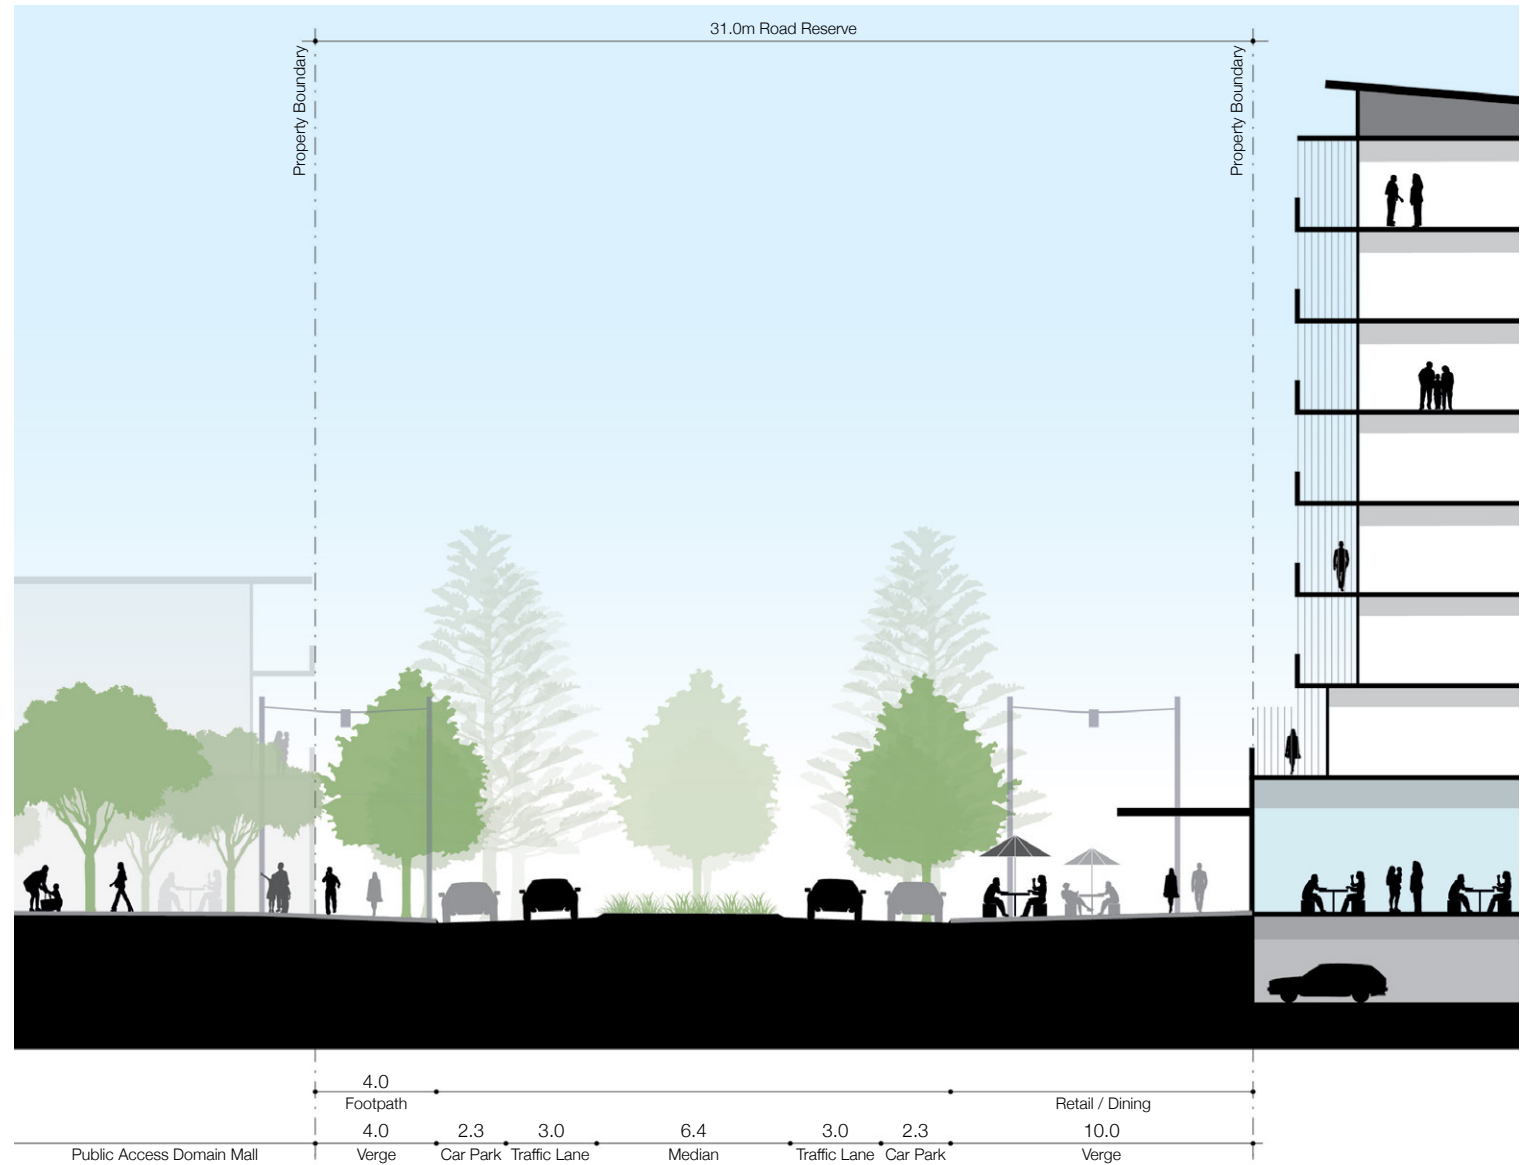 31.0m Road Reserve
Property Boundary
Property Boundary
4.0
Footpath
Retail / Dining
4.0
2.3
3.0
6.4
3.0
2.3
10.0
Public Access Domain Mall
Verge
Car Park
Traffic Lane
Median
Traffic Lane
Car Park
Verge